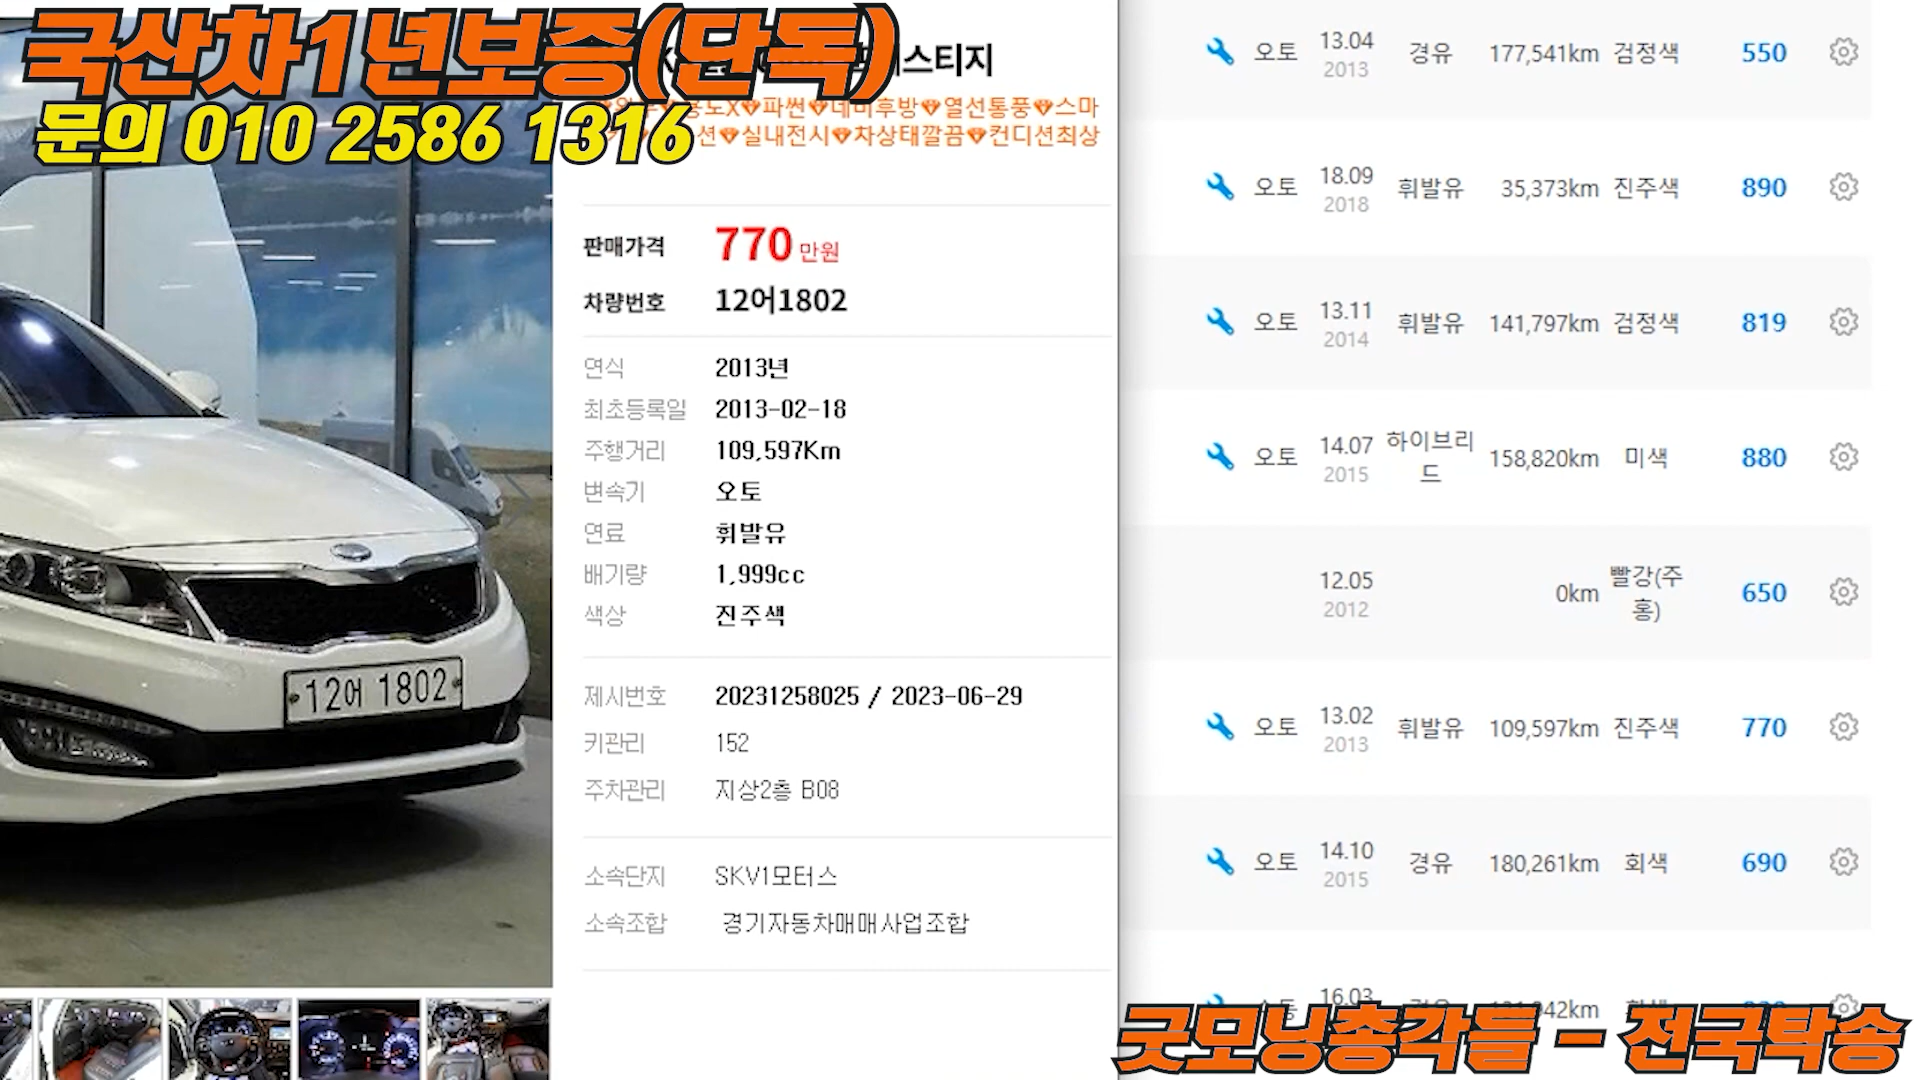 국산차1년보증(단독)
문의 010 2586 1316
스티지
파썬 네비후방 열선통풍 스마
션 실내전시 차상태깔끔 컨디션최상
판매가격 770 만원
차량번호 12어1802
연식 2013년
최초등록일 2013-02-18
주행거리 109,597Km
변속기 오토
연료 휘발유
배기량 1,999cc
색상 진주색
제시번호 20231258025 / 2023-06-29
키관리 152
주차관리 지상2층 B08
소속단지 SKV1모터스
소속조합 경기자동차매매사업조합
12어 1802
오토 13.04 2013 경유 177,541km 검정색 550
오토 18.09 2018 휘발유 35,373km 진주색 890
오토 13.11 2014 휘발유 141,797km 검정색 819
오토 14.07 2015 하이브리드 158,820km 미색 880
12.05 2012 0km 빨강(주홍) 650
오토 13.02 2013 휘발유 109,597km 진주색 770
오토 14.10 2015 경유 180,261km 회색 690
16.03
굿모닝총각들 - 전국탁송